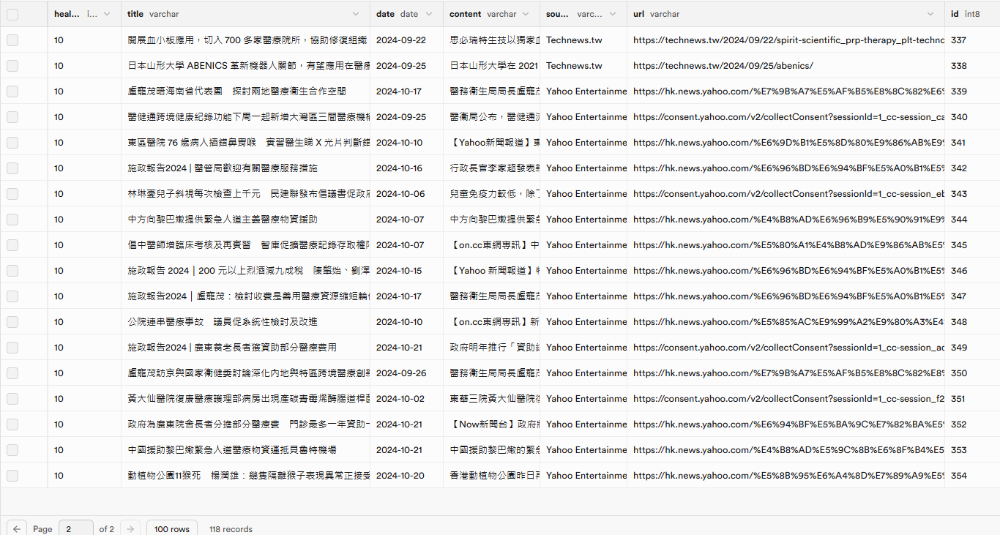 heal... i... title varchar date date content varchar sou... varc... url varchar id int8
10 開展血小板應用，切入 700 多家醫療院所，協助修復組織 2024-09-22 思必瑞特生技以獨家血 Technews.tw https://technews.tw/2024/09/22/spirit-scientific_prp-therapy_plt-techno 337
10 日本山形大學 ABENICS 革新機器人關節，有望應用在醫療 2024-09-25 日本山形大學在 2021 Technews.tw https://technews.tw/2024/09/25/abenics/ 338
10 盧寵茂晤海南省代表團 探討兩地醫療衞生合作空間 2024-10-17 醫務衞生局局長盧寵茂 Yahoo Entertainme https://hk.news.yahoo.com/%E7%9B%A7%E5%AF%B5%E8%8C%82%E6% 339
10 醫健通跨境健康紀錄功能下周一起新增大灣區三間醫療機構 2024-09-25 醫衞局公布，醫健通流 Yahoo Entertainme https://consent.yahoo.com/v2/collectConsent?sessionId=1_cc-session_ca 340
10 東區醫院 76 歲病人插錯鼻胃喉 實習醫生睇 X 光片判斷錯 2024-10-10 【Yahoo新聞報道】東 Yahoo Entertainme https://hk.news.yahoo.com/%E6%9D%B1%E5%8D%80%E9%86%AB%E9% 341
10 施政報告2024 | 醫管局歡迎有關醫療服務措施 2024-10-16 行政長官李家超發表新 Yahoo Entertainme https://hk.news.yahoo.com/%E6%96%BD%E6%94%BF%E5%A0%B1%E5% 342
10 林琳憂兒子斜視每次檢查上千元 民建聯發布倡議書促政府 2024-10-06 兒童免疫力較低，除了 Yahoo Entertainme https://consent.yahoo.com/v2/collectConsent?sessionId=1_cc-session_eb 343
10 中方向黎巴嫩提供緊急人道主義醫療物資援助 2024-10-07 中方向黎巴嫩提供緊急 Yahoo Entertainme https://hk.news.yahoo.com/%E4%B8%AD%E6%96%B9%E5%90%91%E9% 344
10 倡中醫師增臨床考核及再實習 智庫促擴醫療記錄存取權限 2024-10-07 【on.cc東網專訊】中 Yahoo Entertainme https://hk.news.yahoo.com/%E5%80%A1%E4%B8%AD%E9%86%AB%E5% 345
10 施政報告 2024｜200 元以上烈酒減九成稅 陳肇始、劉澤 2024-10-15 【Yahoo 新聞報道】特 Yahoo Entertainme https://hk.news.yahoo.com/%E6%96%BD%E6%94%BF%E5%A0%B1%E5% 346
10 施政報告2024｜盧寵茂：檢討收費是善用醫療資源縮短輪候 2024-10-17 醫務衞生局局長盧寵茂 Yahoo Entertainme https://hk.news.yahoo.com/%E6%96%BD%E6%94%BF%E5%A0%B1%E5% 347
10 公院連串醫療事故 議員促系統性檢討及改進 2024-10-10 【on.cc東網專訊】新 Yahoo Entertainme https://hk.news.yahoo.com/%E5%85%AC%E9%99%A2%E9%80%A3%E4% 348
10 施政報告2024 | 廣東養老長者獲資助部分醫療費用 2024-10-21 政府明年推行「資助 Yahoo Entertainme https://consent.yahoo.com/v2/collectConsent?sessionId=1_cc-session_ac 349
10 盧寵茂訪京與國家衞健委討論深化內地與特區跨境醫療創新 2024-09-26 醫務衞生局局長盧寵茂 Yahoo Entertainme https://hk.news.yahoo.com/%E7%9B%A7%E5%AF%B5%E8%8C%82%E8% 350
10 黃大仙醫院復康醫療護理部病房出現產碳青霉烯酶腸道桿菌 2024-10-02 東華三院黃大仙醫院復 Yahoo Entertainme https://consent.yahoo.com/v2/collectConsent?sessionId=1_cc-session_f2 351
10 政府為廣東院舍長者分擔部分醫療費 門診最多一年資助一 2024-10-21 【Now新聞台】政府將 Yahoo Entertainme https://hk.news.yahoo.com/%E6%94%BF%E5%BA%9C%E7%82%BA%E5% 352
10 中國援助黎巴嫩緊急人道醫療物資運抵貝魯特機場 2024-10-21 中國援助黎巴嫩的緊急 Yahoo Entertainme https://hk.news.yahoo.com/%E4%B8%AD%E5%9C%8B%E6%8F%B4%E5 353
10 動植物公園11猴死 楊潤雄：幾隻隔離猴子表現異常正接受 2024-10-20 香港動植物公園昨日再 Yahoo Entertainme https://hk.news.yahoo.com/%E5%8B%95%E6%A4%8D%E7%89%A9%E5% 354
Page 2 of 2 100 rows 118 records